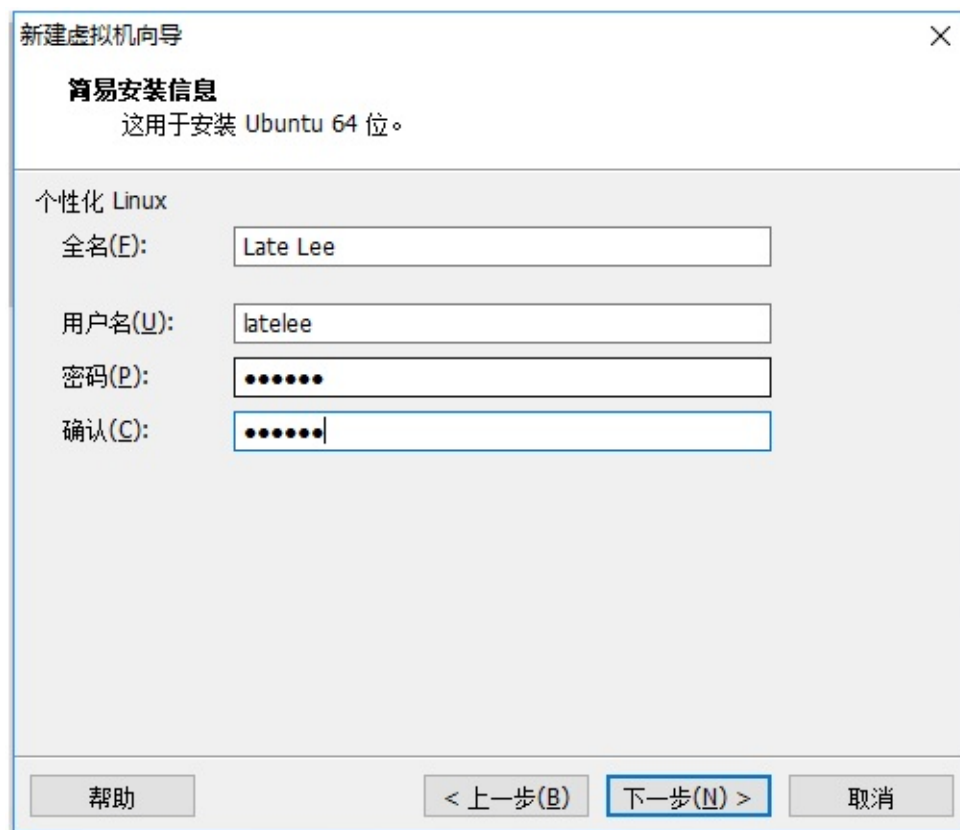 新建虚拟机向导
简易安装信息
这用于安装 Ubuntu 64 位。
个性化 Linux
全名(F): Late Lee
用户名(U): latelee
密码(P): ●●●●●●
确认(C): ●●●●●●
帮助 < 上一步(B) 下一步(N) > 取消